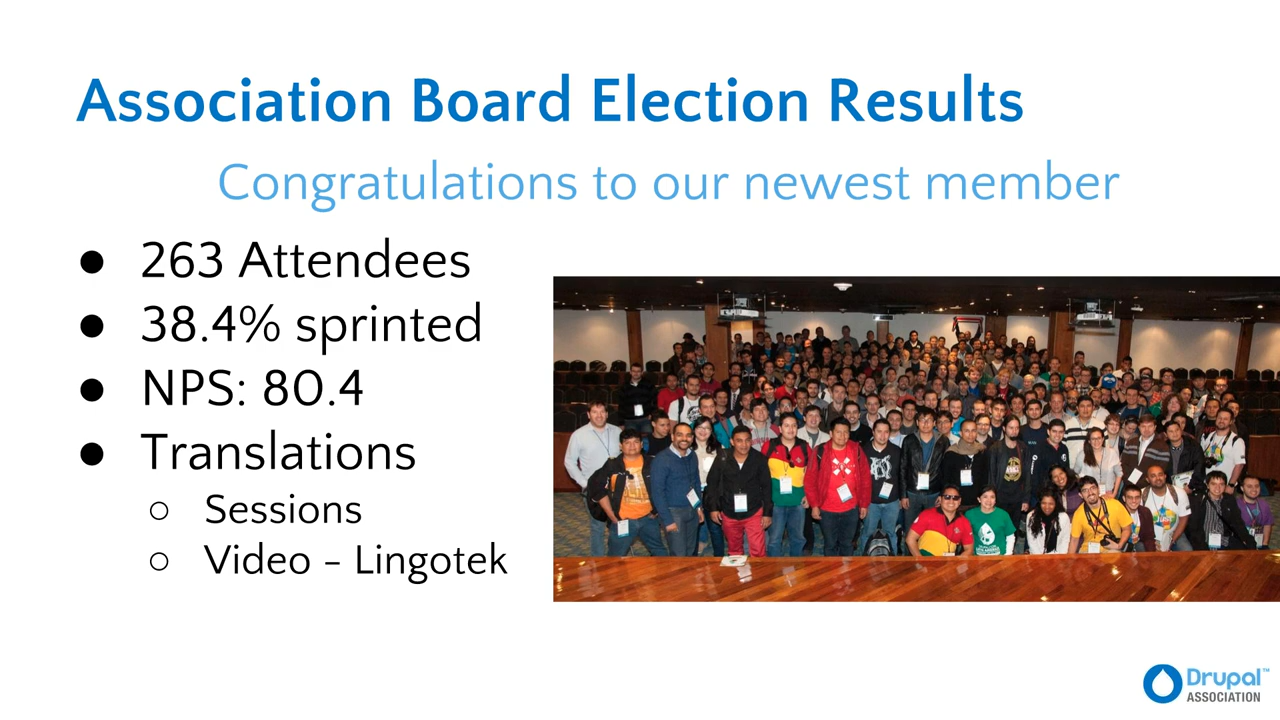 Association Board Election Results
Congratulations to our newest member
● 263 Attendees
● 38.4% sprinted
● NPS: 80.4
● Translations
○ Sessions
○ Video - Lingotek
Drupal™
ASSOCIATION